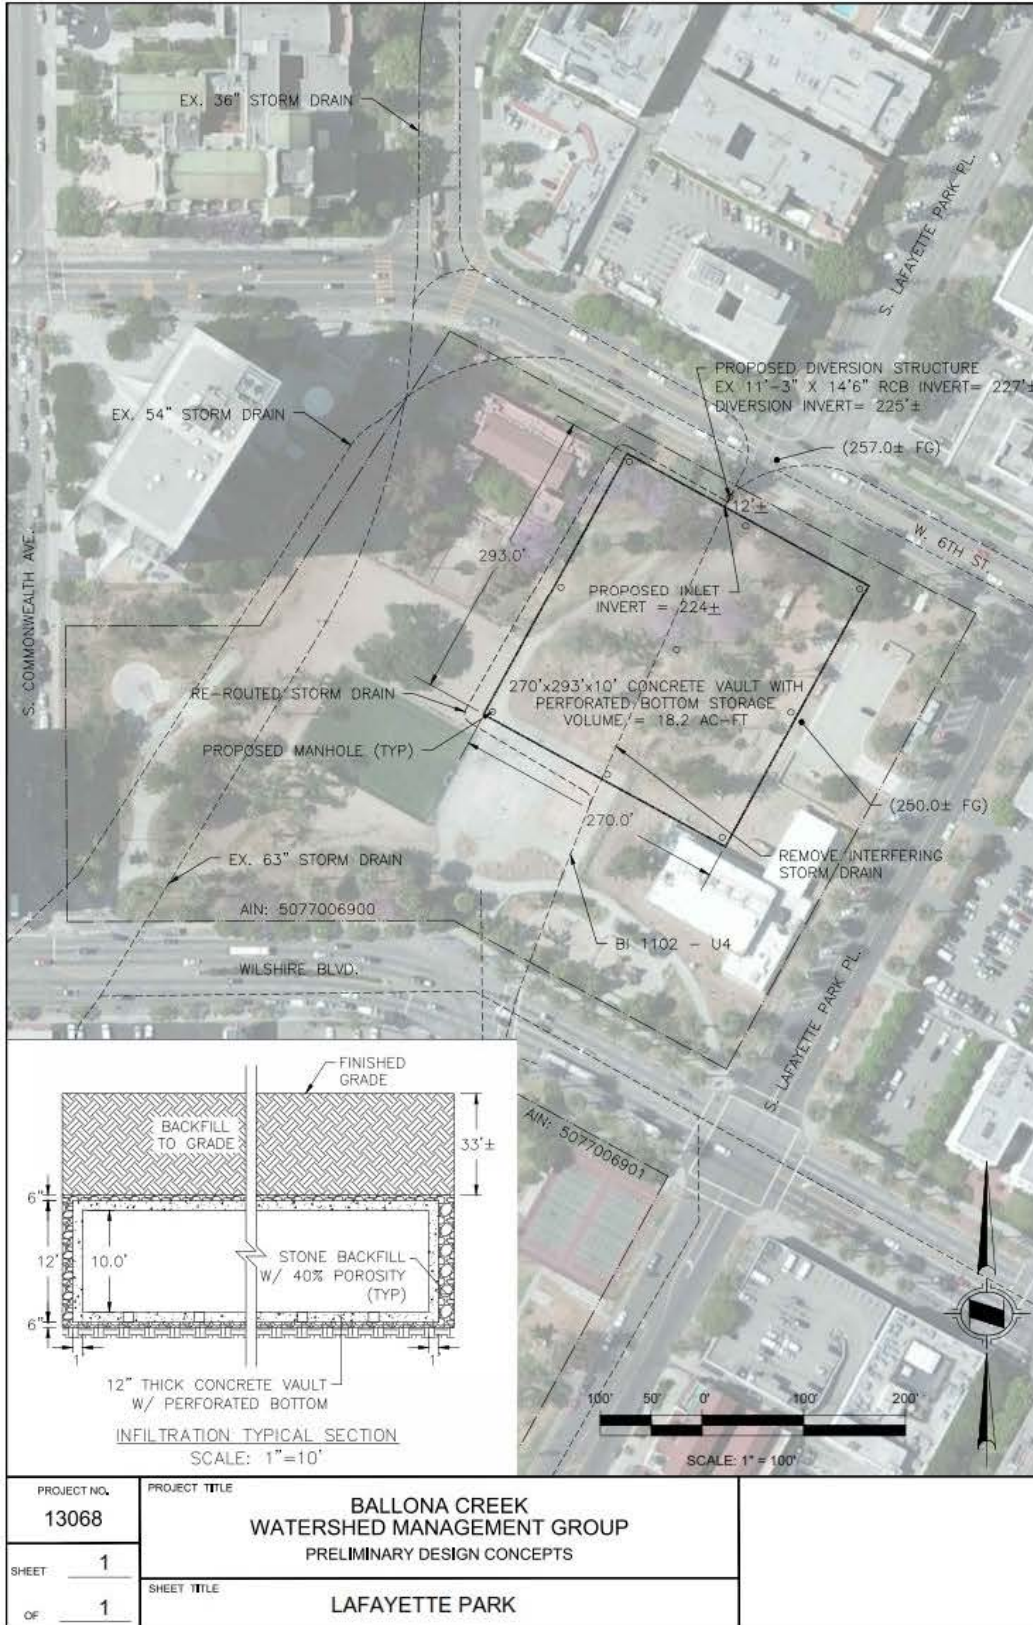 EX. 36" STORM DRAIN
S. LAFAYETTE PARK PL.
PROPOSED DIVERSION STRUCTURE
EX 11'-3" X 14'6" RCB INVERT= 227'±
DIVERSION INVERT= 225'±
EX. 54" STORM DRAIN
(257.0± FG)
12'±
W. 6TH ST
293.0'
PROPOSED INLET
INVERT = 224±
S. COMMONWEALTH AVE.
RE-ROUTED STORM DRAIN
270'x293'x10' CONCRETE VAULT WITH
PERFORATED BOTTOM STORAGE
VOLUME = 18.2 AC-FT
PROPOSED MANHOLE (TYP)
(250.0± FG)
270.0'
REMOVE INTERFERING
STORM DRAIN
EX. 63" STORM DRAIN
AIN: 5077006900
BI 1102 - U4
WILSHIRE BLVD.
S. LAFAYETTE PARK PL.
AIN: 5077006901
FINISHED
GRADE
BACKFILL
TO GRADE
33'±
6"
12'
10.0'
STONE BACKFILL
W/ 40% POROSITY
(TYP)
6"
1'
1'
12" THICK CONCRETE VAULT
W/ PERFORATED BOTTOM
INFILTRATION TYPICAL SECTION
SCALE: 1"=10'
100' 50' 0' 100' 200'
SCALE: 1" = 100'
PROJECT NO.
13068
PROJECT TITLE
BALLONA CREEK
WATERSHED MANAGEMENT GROUP
PRELIMINARY DESIGN CONCEPTS
SHEET 1
OF 1
SHEET TITLE
LAFAYETTE PARK